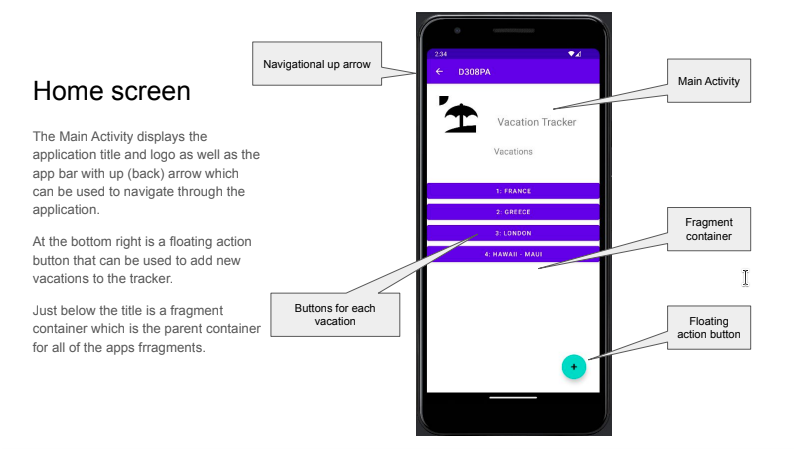 Home screen
The Main Activity displays the
application title and logo as well as the
app bar with up (back) arrow which
can be used to navigate through the
application.
At the bottom right is a floating action
button that can be used to add new
vacations to the tracker.
Just below the title is a fragment
container which is the parent container
for all of the apps frragments.
Navigational up arrow
2:34
D308PA
Vacation Tracker
Vacations
1: FRANCE
2: GREECE
3: LONDON
4: HAWAII - MAUI
+
Buttons for each
vacation
Main Activity
Fragment
container
Floating
action button